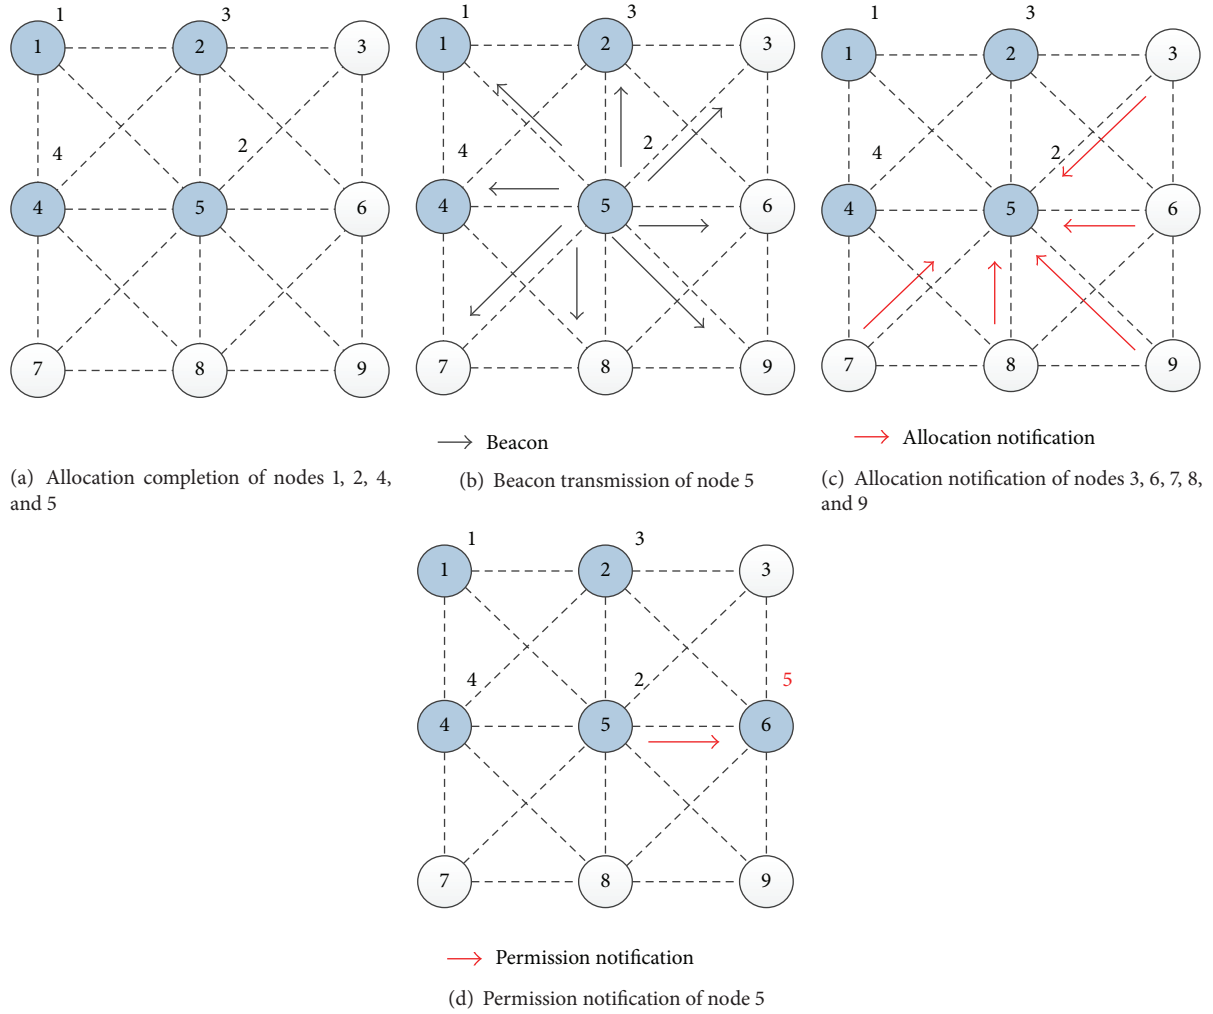 1 3
1 2 3
4 2
4 5 6
7 8 9
(a) Allocation completion of nodes 1, 2, 4,
and 5
1 3
1 2 3
4 2
4 5 6
7 8 9
Beacon
(b) Beacon transmission of node 5
1 3
1 2 3
4 2
4 5 6
7 8 9
Allocation notification
(c) Allocation notification of nodes 3, 6, 7, 8,
and 9
1 3
1 2 3
4 2 5
4 5 6
7 8 9
Permission notification
(d) Permission notification of node 5